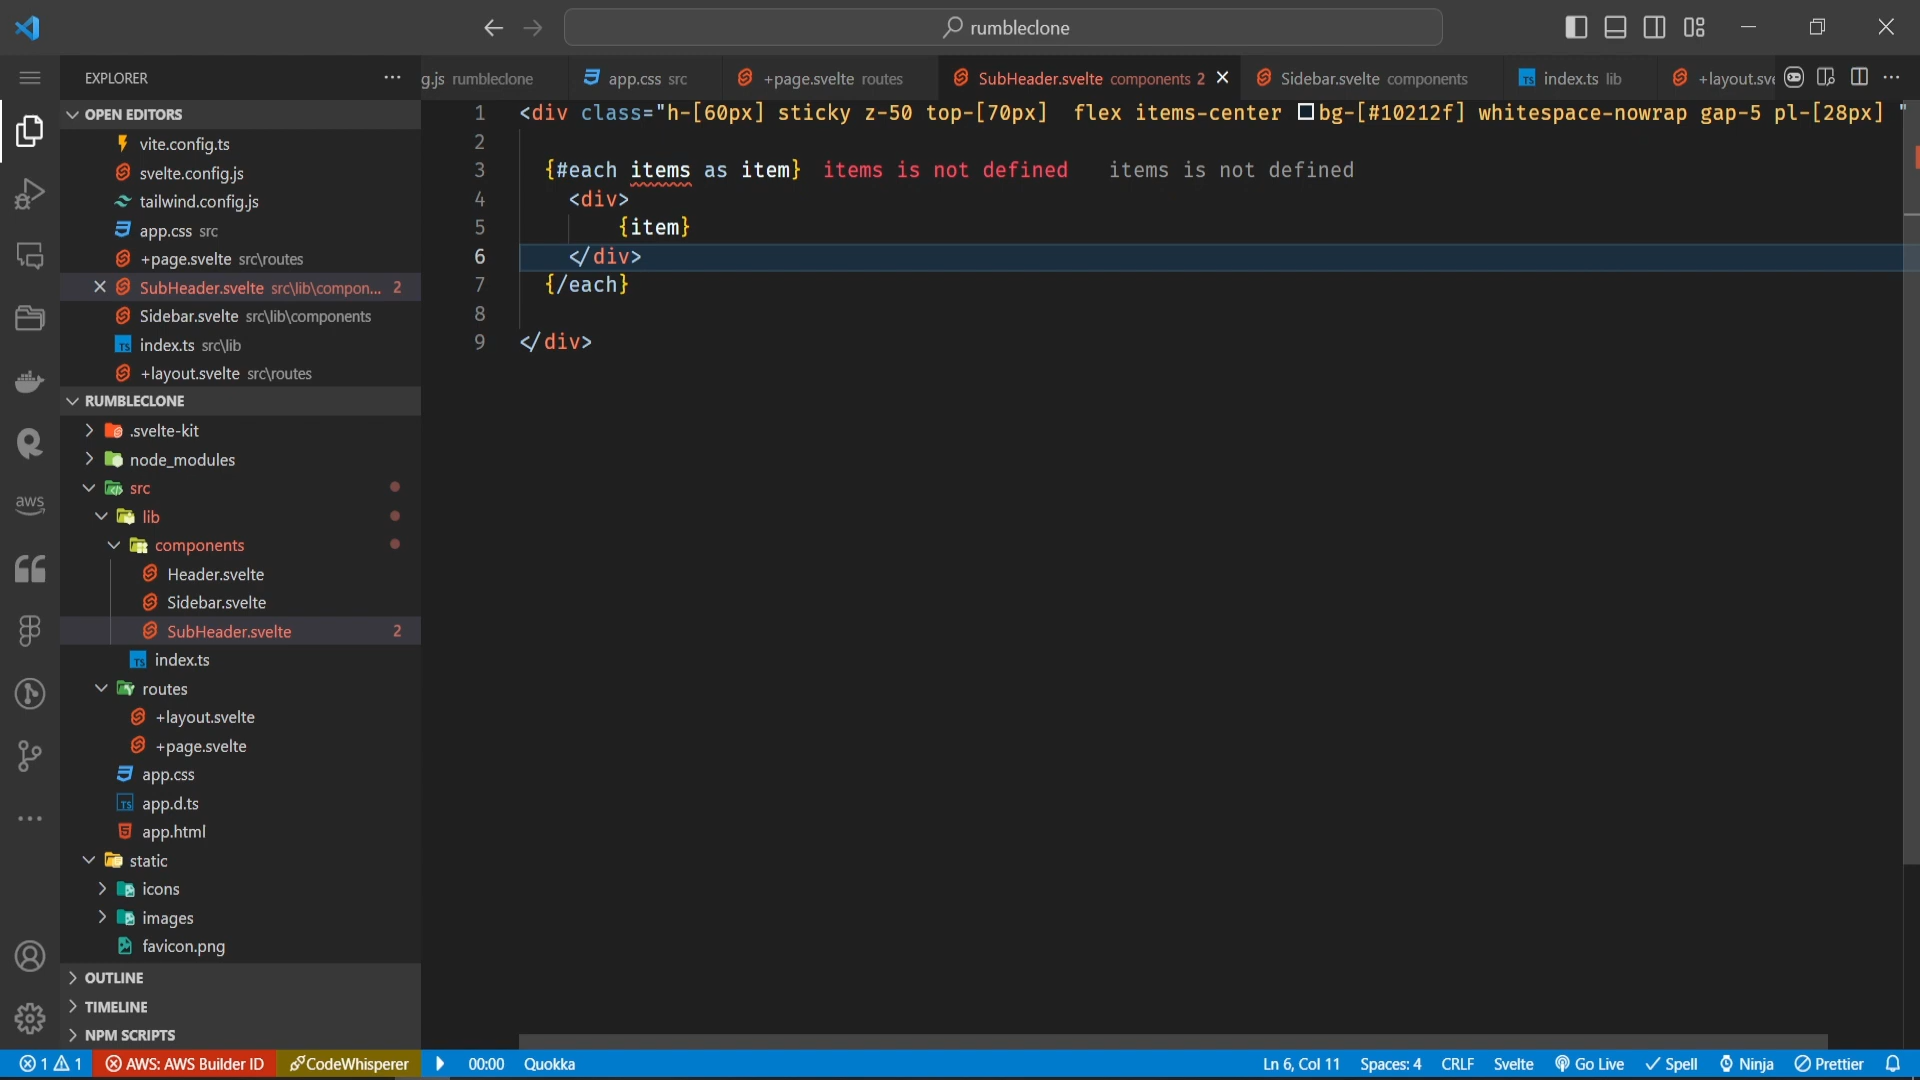 rumbleclone
EXPLORER
g.js rumbleclone
app.css src
+page.svelte routes
SubHeader.svelte components 2
Sidebar.svelte components
index.ts lib
+layout.sve
OPEN EDITORS
vite.config.ts
svelte.config.js
tailwind.config.js
app.css src
+page.svelte src\routes
SubHeader.svelte src\lib\compon... 2
Sidebar.svelte src\lib\components
index.ts src\lib
+layout.svelte src\routes
RUMBLECLONE
.svelte-kit
node_modules
src
lib
components
Header.svelte
Sidebar.svelte
SubHeader.svelte 2
index.ts
routes
+layout.svelte
+page.svelte
app.css
app.d.ts
app.html
static
icons
images
favicon.png
OUTLINE
TIMELINE
NPM SCRIPTS
aws
1 <div class="h-[60px] sticky z-50 top-[70px]  flex items-center bg-[#10212f] whitespace-nowrap gap-5 pl-[28px] "
2
3 {#each items as item} items is not defined items is not defined
4 <div>
5 {item}
6 </div>
7 {/each}
8
9 </div>
1 1 AWS: AWS Builder ID CodeWhisperer 00:00 Quokka Ln 6, Col 11 Spaces: 4 CRLF Svelte Go Live Spell Ninja Prettier